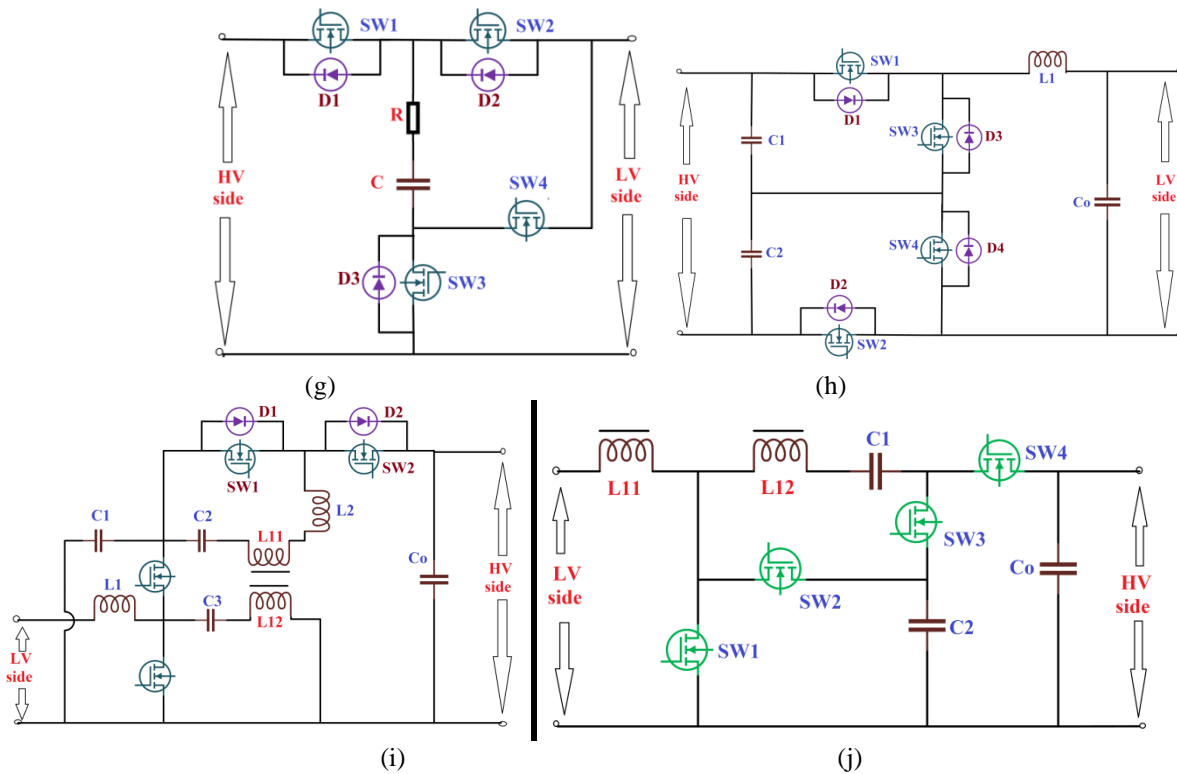 SW1
SW2
D1
D2
R
HV
side
C
SW4
LV
side
D3
SW3
(g)
SW1
L1
D1
SW3
D3
C1
HV
side
LV
side
Co
SW4
D4
C2
D2
SW2
(h)
D1
D2
SW1
SW2
L2
C1
C2
L11
Co
HV
side
L1
C3
L12
LV
side
(i)
C1
SW4
L11
L12
SW3
LV
side
SW2
Co
HV
side
C2
SW1
(j)